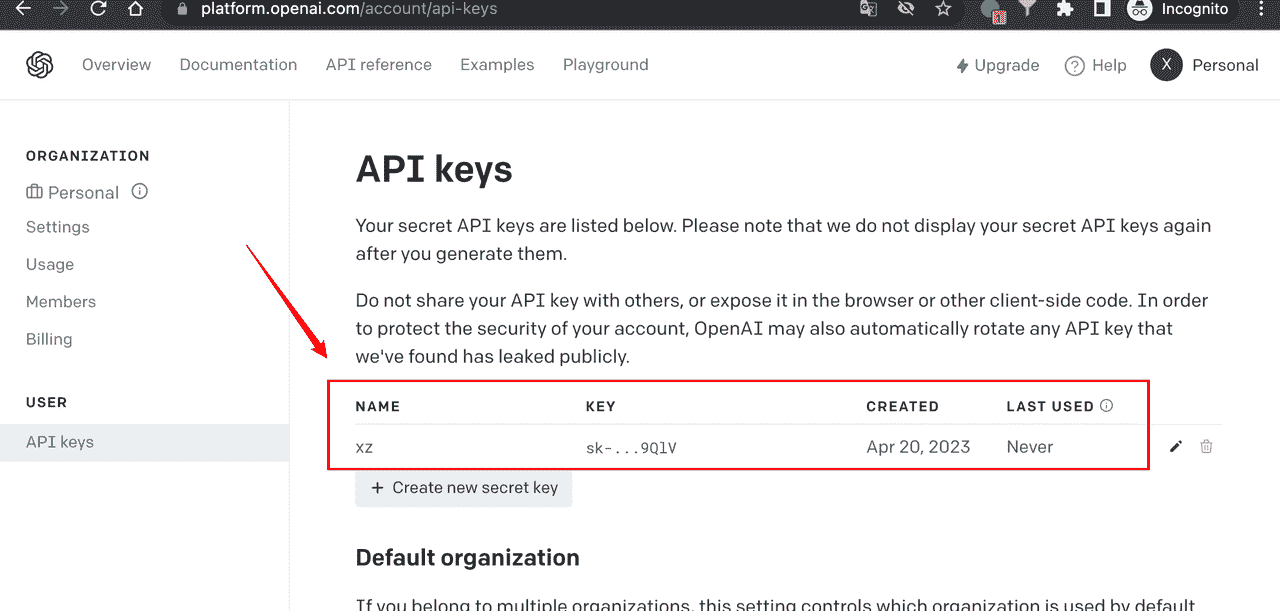 platform.openai.com/account/api-keys
Incognito
Overview
Documentation
API reference
Examples
Playground
Upgrade
Help
X
Personal
ORGANIZATION
Personal
Settings
Usage
Members
Billing
USER
API keys
API keys
Your secret API keys are listed below. Please note that we do not display your secret API keys again
after you generate them.
Do not share your API key with others, or expose it in the browser or other client-side code. In order
to protect the security of your account, OpenAI may also automatically rotate any API key that
we've found has leaked publicly.
NAME KEY CREATED LAST USED
xz sk-...9QlV Apr 20, 2023 Never
+ Create new secret key
Default organization
If you belong to multiple organizations, this setting controls which organization is used by default